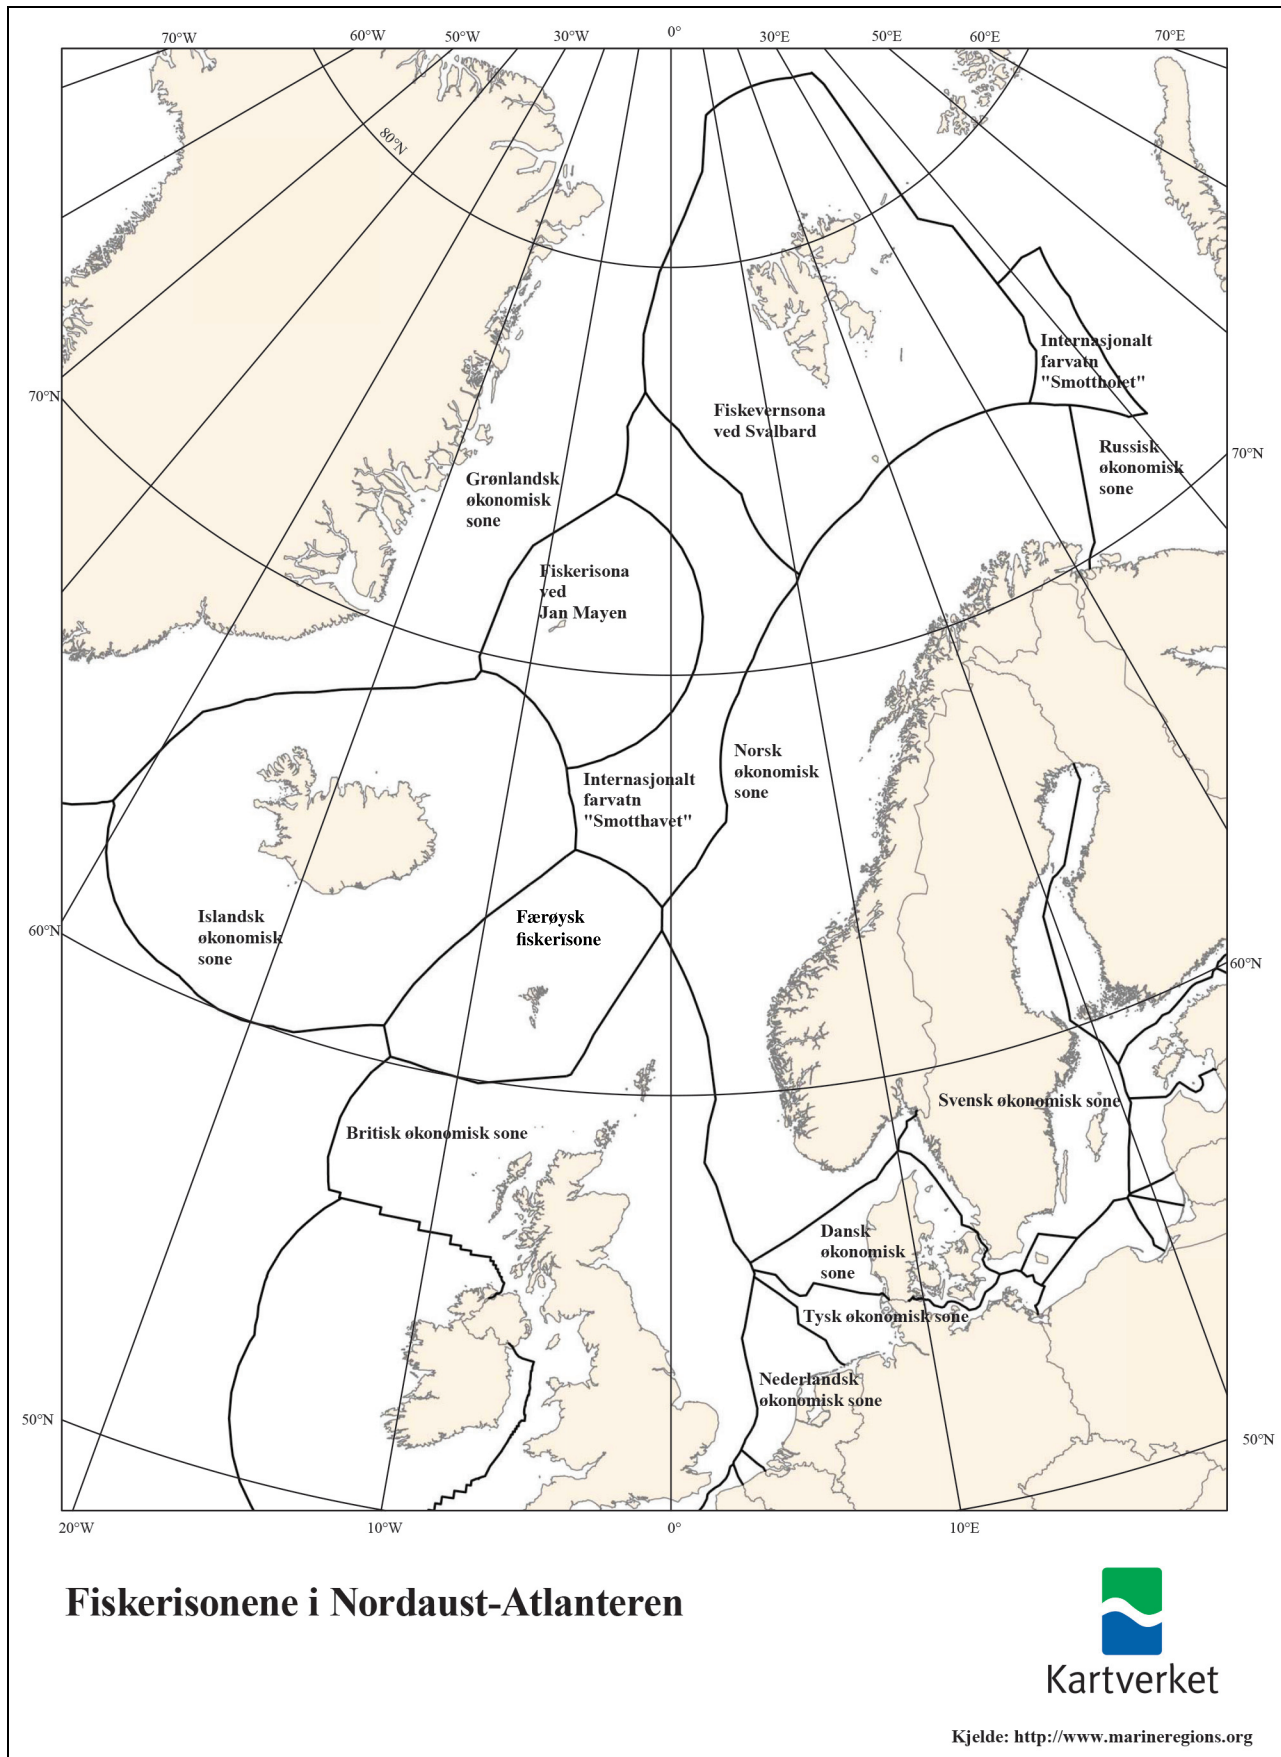 70°W
60°W
50°W
30°W
0°
30°E
50°E
60°E
70°E
80°N
Internasjonalt
farvatn
"Smottholet"
70°N
Fiskevernsona
ved Svalbard
Russisk
økonomisk
sone
70°N
Grønlandsk
økonomisk
sone
Fiskerisona
ved
Jan Mayen
Norsk
økonomisk
sone
Internasjonalt
farvatn
"Smotthavet"
Islandsk
økonomisk
sone
Færøysk
fiskerisone
60°N
60°N
Svensk økonomisk sone
Britisk økonomisk sone
Dansk
økonomisk
sone
Tysk økonomisk sone
Nederlandsk
økonomisk sone
50°N
50°N
20°W
10°W
0°
10°E
Fiskerisonene i Nordaust-Atlanteren
Kartverket
Kjelde: http://www.marineregions.org